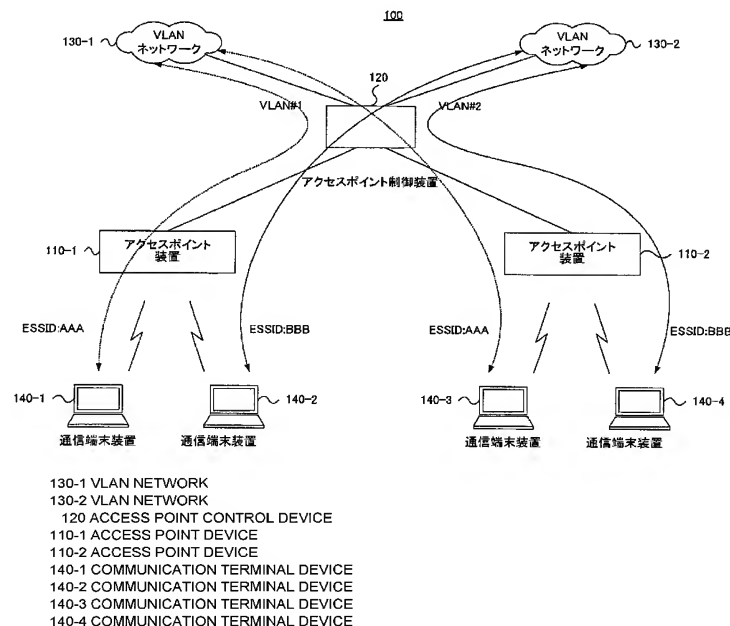 100
VLAN
ネットワーク
130-1
VLAN
ネットワーク
130-2
120
VLAN#1
VLAN#2
アクセスポイント制御装置
110-1
アクセスポイント
装置
アクセスポイント
装置
110-2
ESSID:AAA
ESSID:BBB
ESSID:AAA
ESSID:BBB
140-1
140-2
140-3
140-4
通信端末装置
通信端末装置
通信端末装置
通信端末装置
130-1 VLAN NETWORK
130-2 VLAN NETWORK
120 ACCESS POINT CONTROL DEVICE
110-1 ACCESS POINT DEVICE
110-2 ACCESS POINT DEVICE
140-1 COMMUNICATION TERMINAL DEVICE
140-2 COMMUNICATION TERMINAL DEVICE
140-3 COMMUNICATION TERMINAL DEVICE
140-4 COMMUNICATION TERMINAL DEVICE